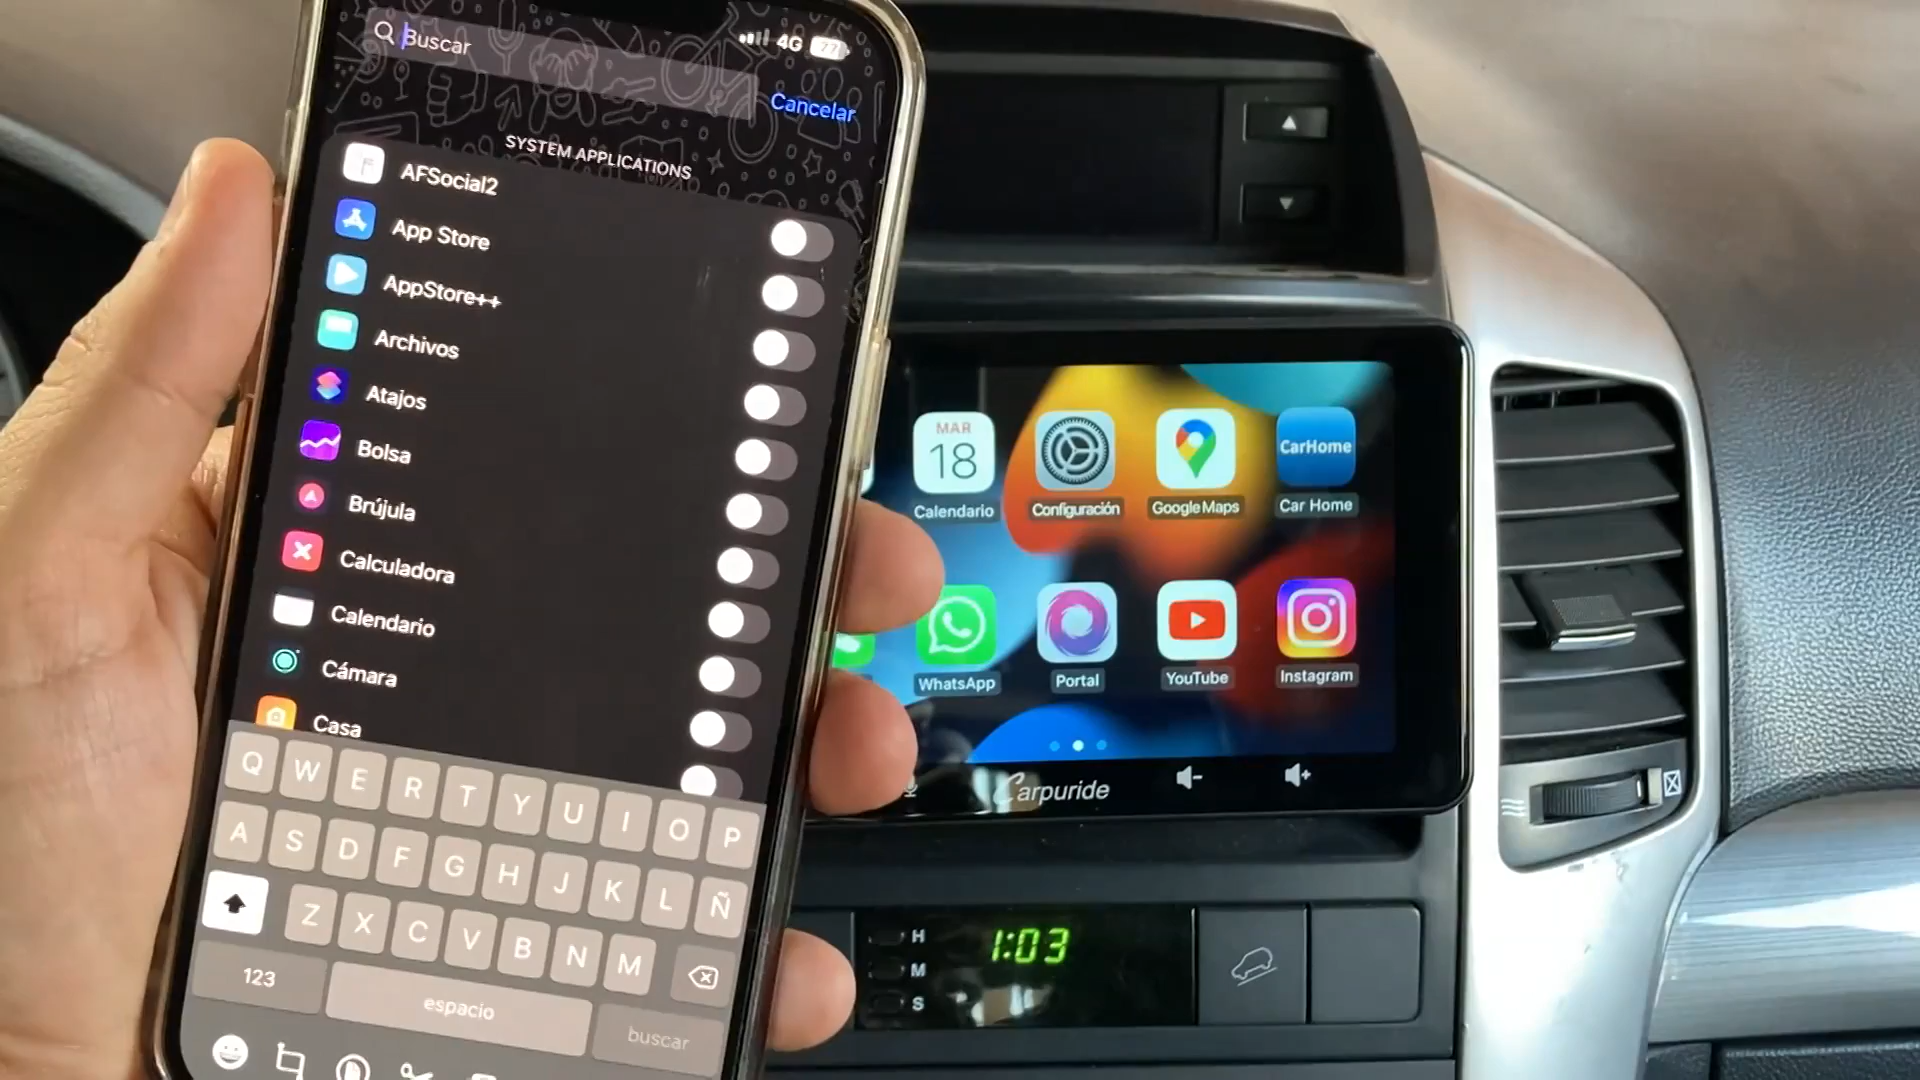 Buscar
4G 77
Cancelar
SYSTEM APPLICATIONS
AFSocial2
App Store
AppStore++
Archivos
Atajos
Bolsa
Brújula
Calculadora
Calendario
Cámara
Casa
Q W E R T Y U I O P
A S D F G H J K L Ñ
Z X C V B N M
123
espacio
buscar
MAR
18
CarHome
Calendario
Configuración
Google Maps
Car Home
WhatsApp
Portal
YouTube
Instagram
Carpuride
H
M
S
1:03